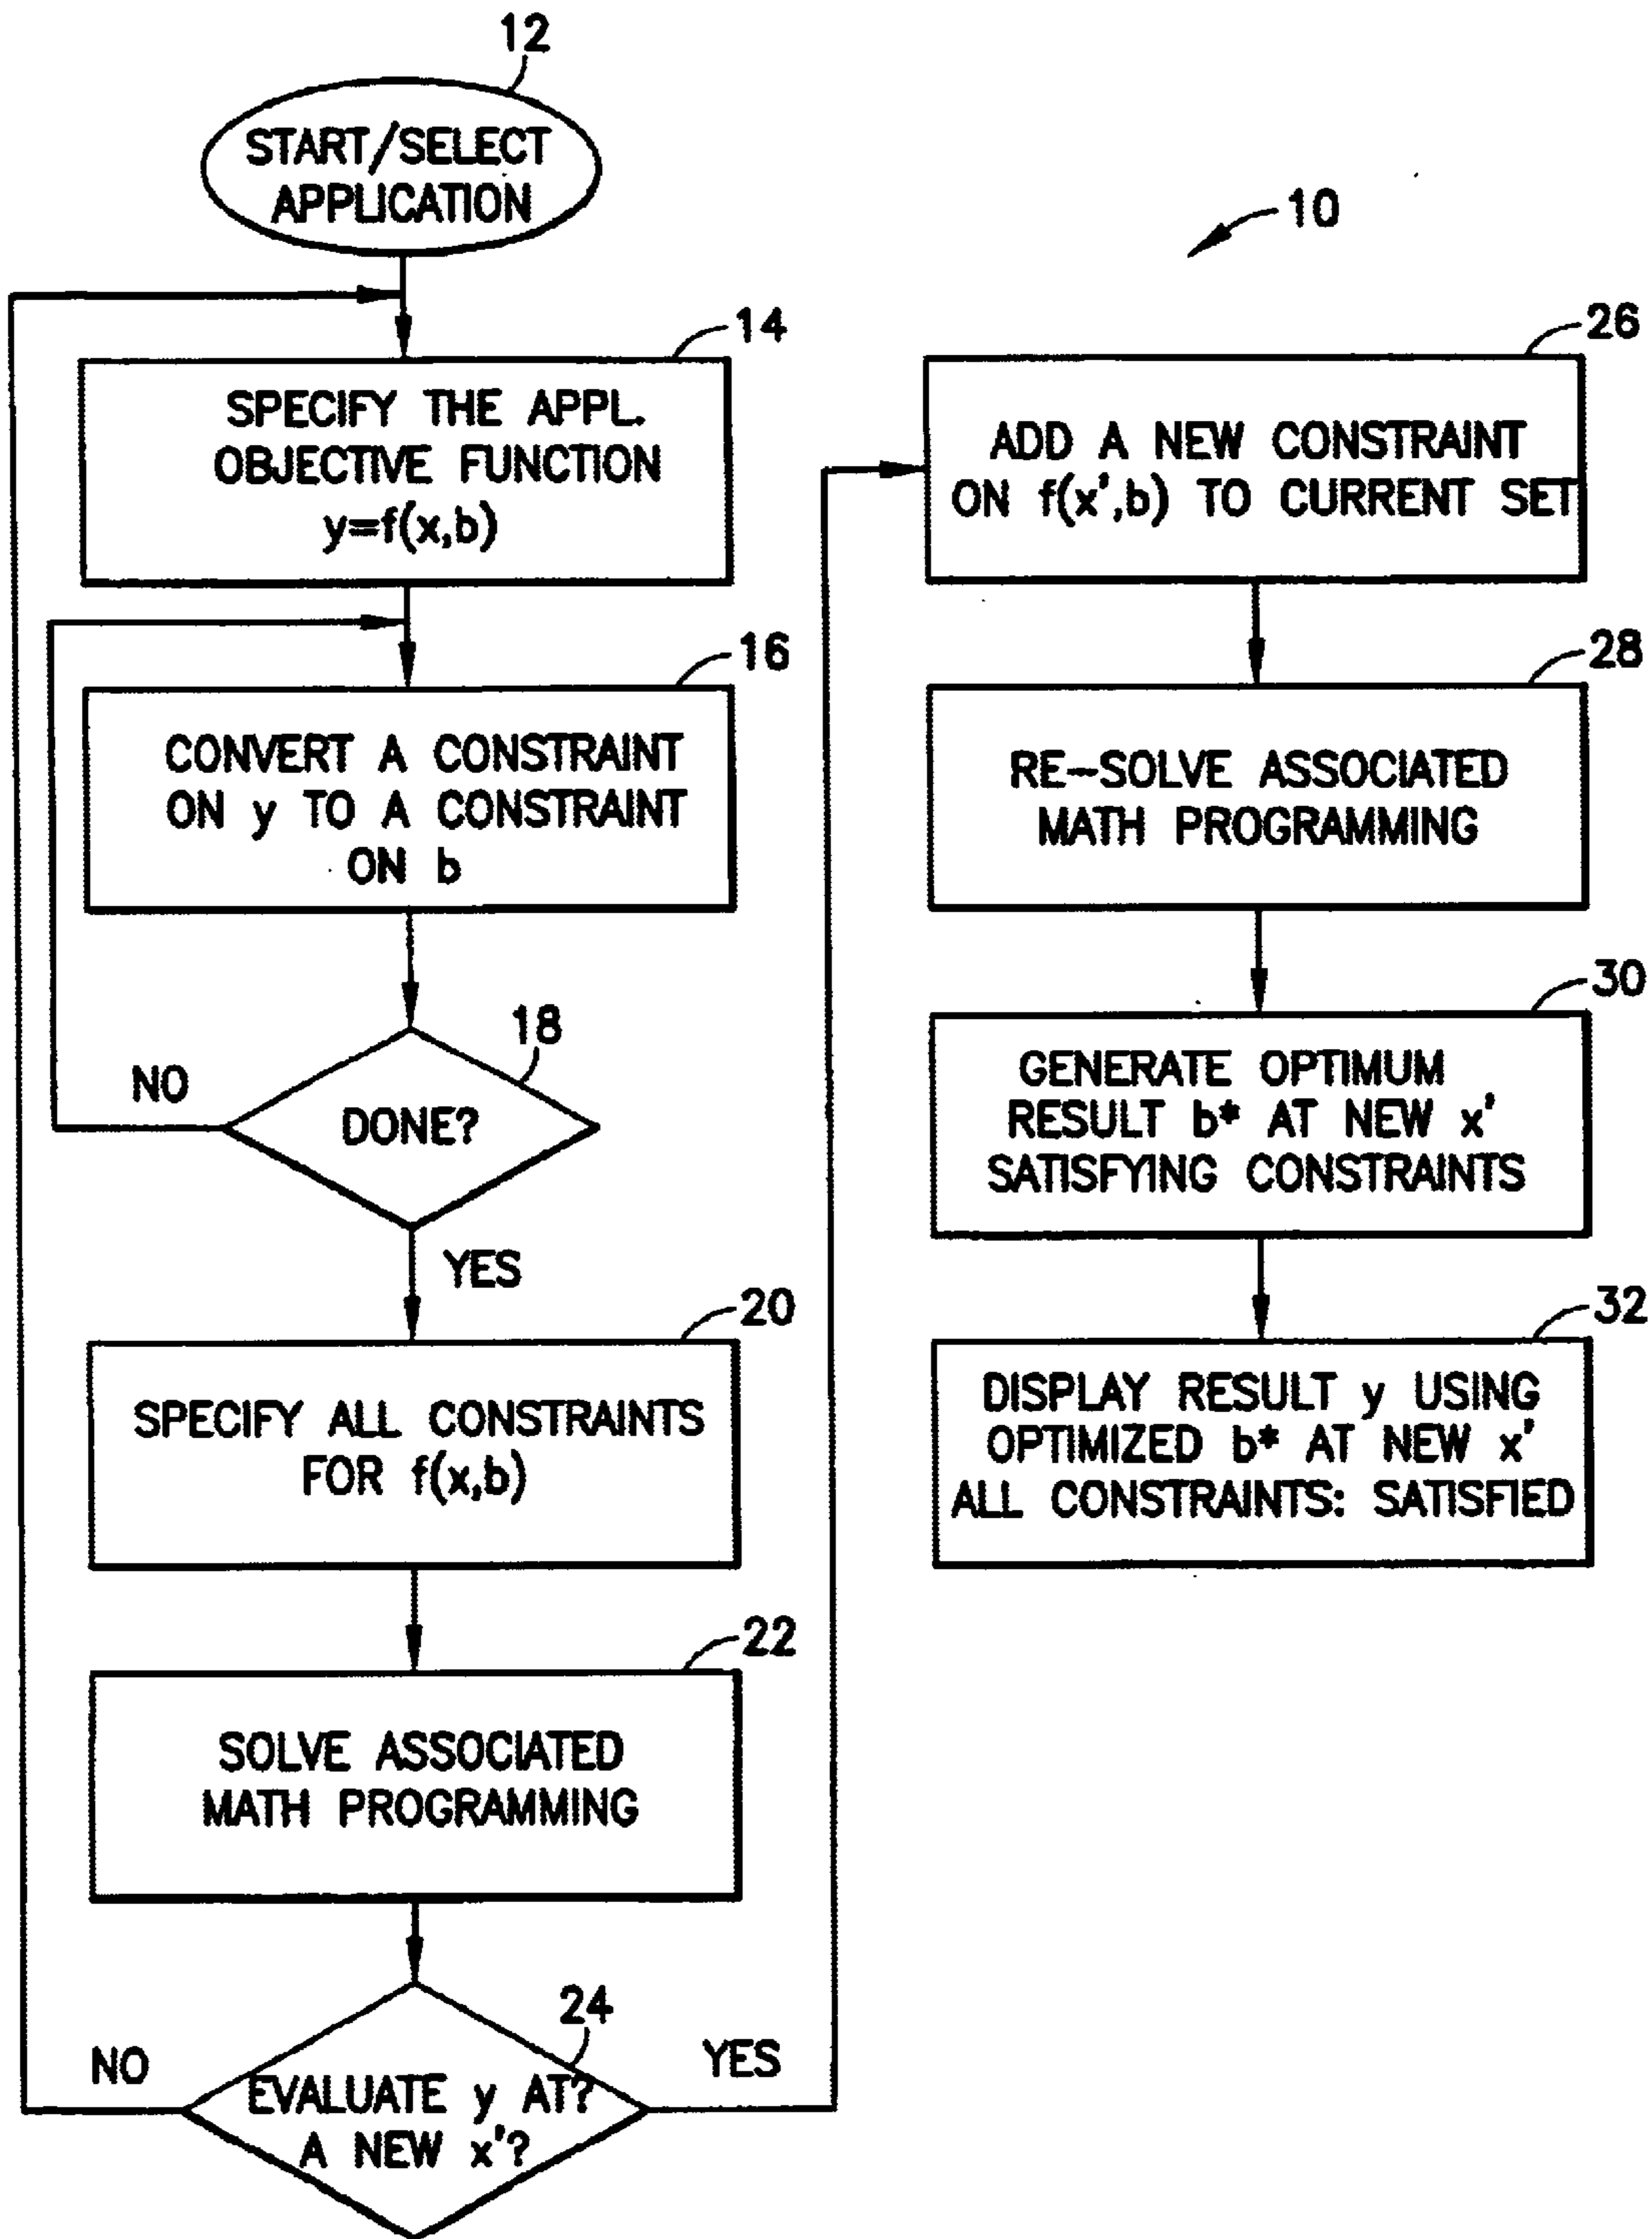 12
START/SELECT
APPLICATION
10
14
SPECIFY THE APPL.
OBJECTIVE FUNCTION
y=f(x,b)
16
CONVERT A CONSTRAINT
ON y TO A CONSTRAINT
ON b
18
NO
DONE?
YES
20
SPECIFY ALL CONSTRAINTS
FOR f(x,b)
22
SOLVE ASSOCIATED
MATH PROGRAMMING
24
NO
YES
EVALUATE y AT?
A NEW x'?
26
ADD A NEW CONSTRAINT
ON f(x',b) TO CURRENT SET
28
RE-SOLVE ASSOCIATED
MATH PROGRAMMING
30
GENERATE OPTIMUM
RESULT b* AT NEW x'
SATISFYING CONSTRAINTS
32
DISPLAY RESULT y USING
OPTIMIZED b* AT NEW x'
ALL CONSTRAINTS: SATISFIED